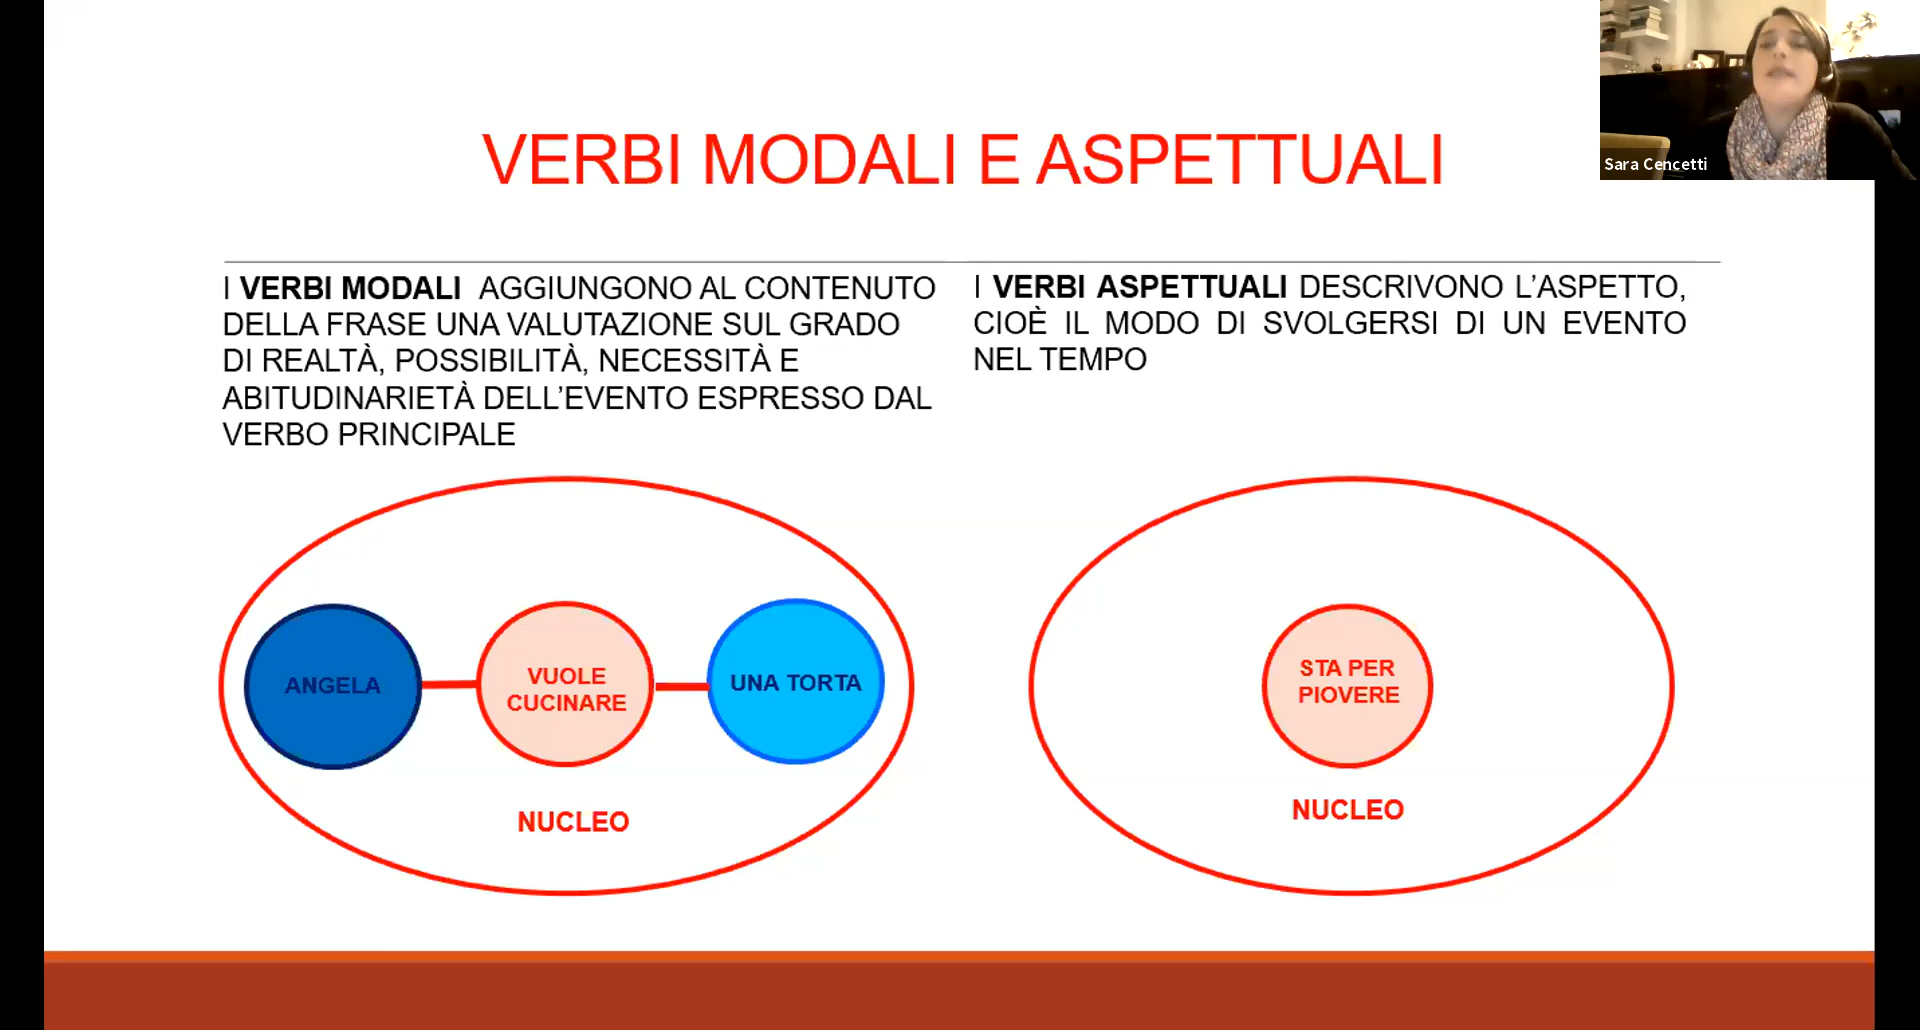 Sara Cencetti
VERBI MODALI E ASPETTUALI
I VERBI MODALI AGGIUNGONO AL CONTENUTO
DELLA FRASE UNA VALUTAZIONE SUL GRADO
DI REALTÀ, POSSIBILITÀ, NECESSITÀ E
ABITUDINARIETÀ DELL'EVENTO ESPRESSO DAL
VERBO PRINCIPALE
I VERBI ASPETTUALI DESCRIVONO L'ASPETTO,
CIOÈ IL MODO DI SVOLGERSI DI UN EVENTO
NEL TEMPO
ANGELA
VUOLE
CUCINARE
UNA TORTA
NUCLEO
STA PER
PIOVERE
NUCLEO